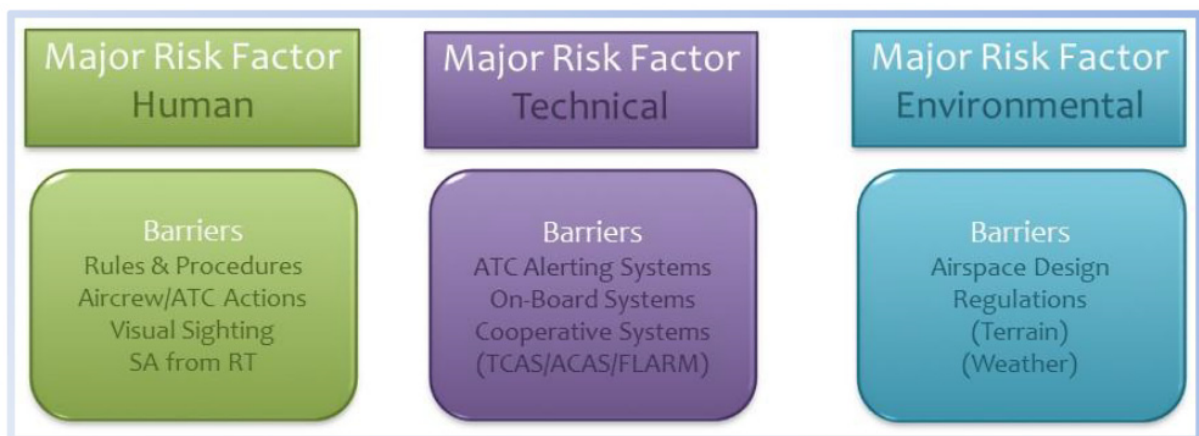 Major Risk Factor
Human
Major Risk Factor
Technical
Major Risk Factor
Environmental
Barriers
Rules & Procedures
Aircrew/ATC Actions
Visual Sighting
SA from RT
Barriers
ATC Alerting Systems
On-Board Systems
Cooperative Systems
(TCAS/ACAS/FLARM)
Barriers
Airspace Design
Regulations
(Terrain)
(Weather)